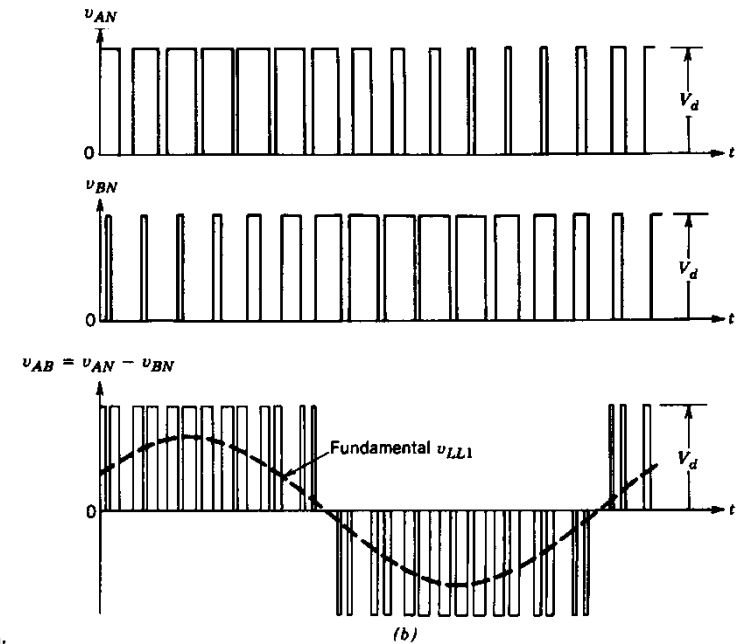 v_AN
V_d
0
t
v_BN
V_d
0
t
v_AB = v_AN − v_BN
Fundamental v_LL1
V_d
0
t
(b)